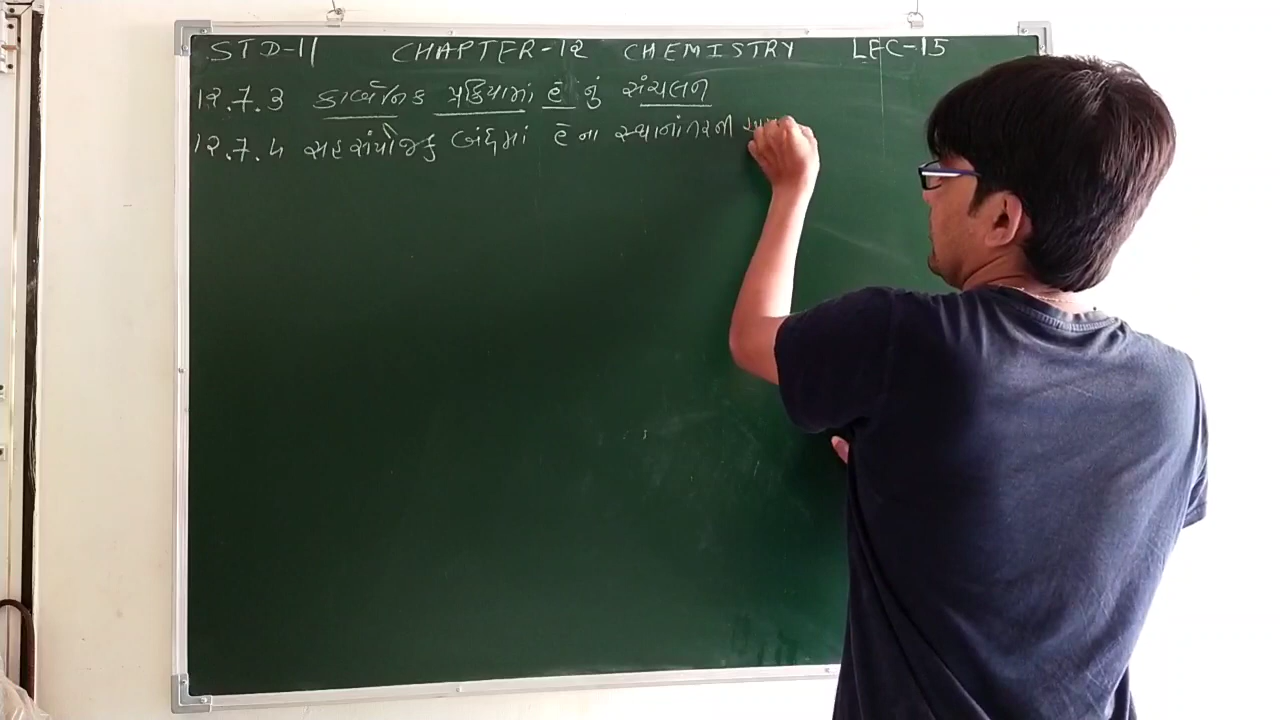 STD-11 CHAPTER-12 CHEMISTRY LEC-15
12.7.3 કાર્બનિક પ્રક્રિયામાં ē નું સંચલન
12.7.4 સહસંયોજક બંધમાં ē ના સ્થાનાંતરની